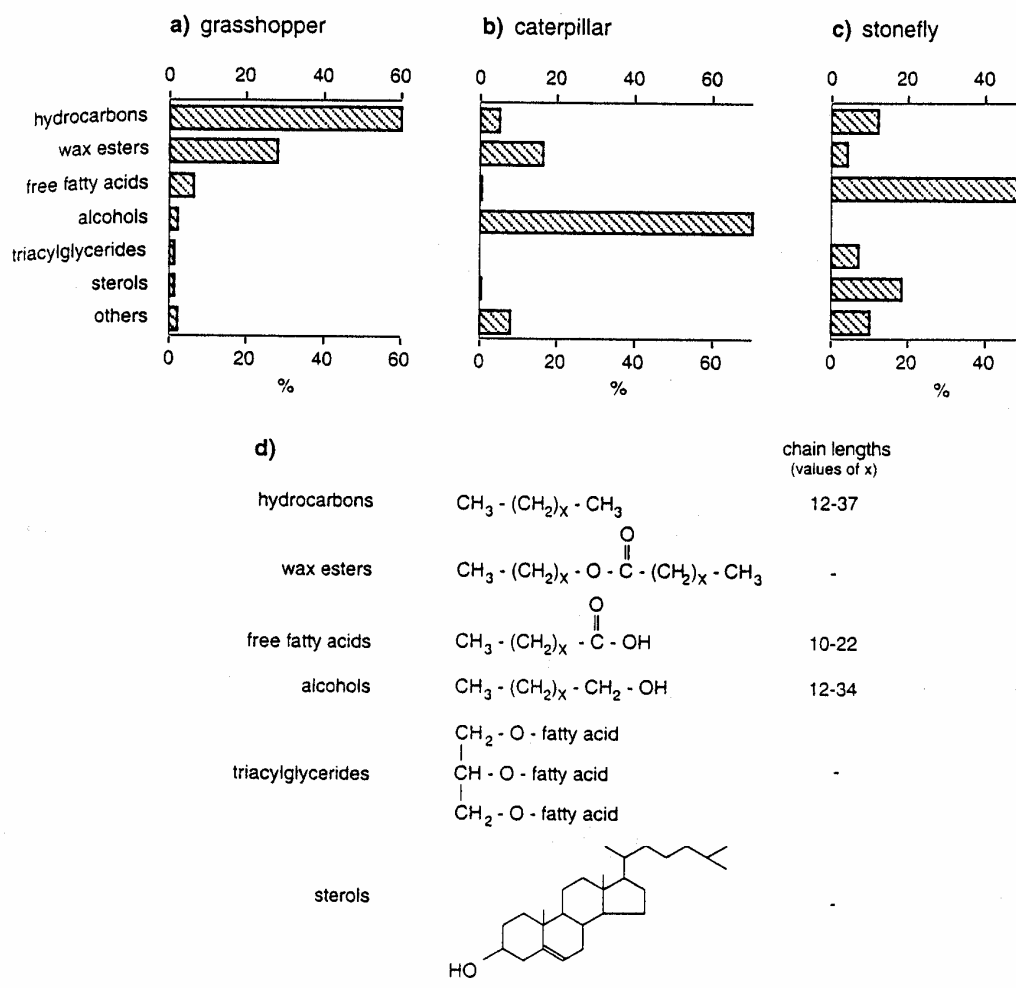 a) grasshopper
b) caterpillar
c) stonefly
0 20 40 60
0 20 40 60
0 20 40
hydrocarbons
wax esters
free fatty acids
alcohols
triacylglycerides
sterols
others
0 20 40 60
0 20 40 60
0 20 40
%
%
%
d)
chain lengths
(values of x)
hydrocarbons CH3 - (CH2)x - CH3 12-37
O
wax esters CH3 - (CH2)x - O - C - (CH2)x - CH3 -
O
free fatty acids CH3 - (CH2)x - C - OH 10-22
alcohols CH3 - (CH2)x - CH2 - OH 12-34
CH2 - O - fatty acid
triacylglycerides CH - O - fatty acid -
CH2 - O - fatty acid
sterols -
HO